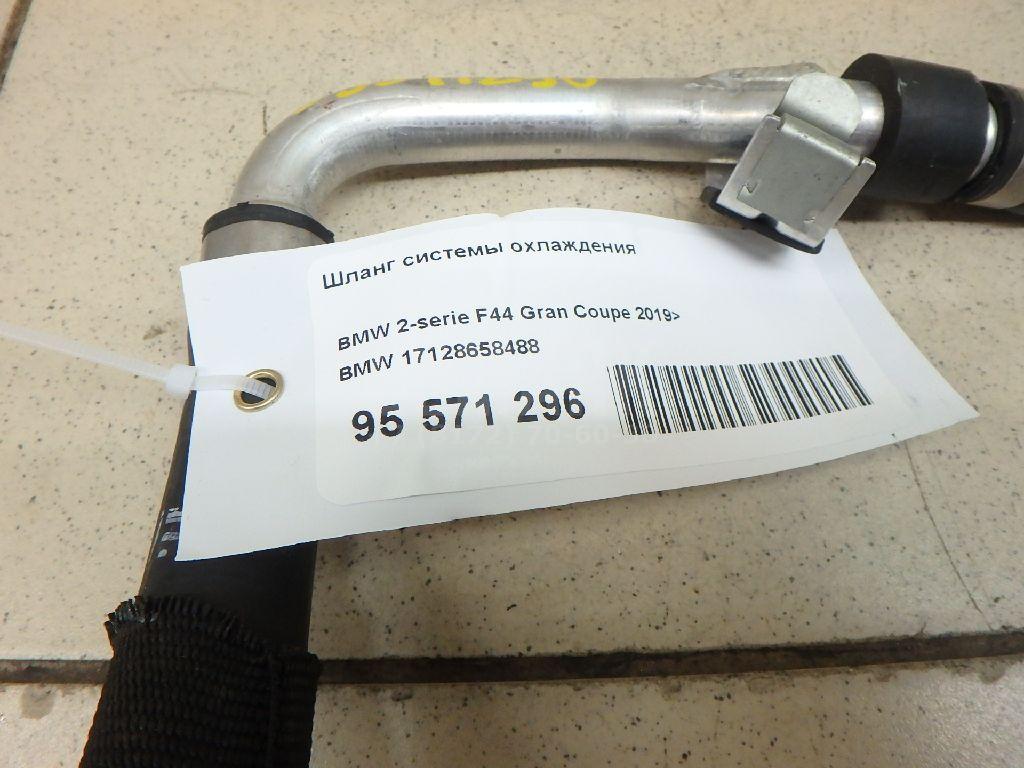 Шланг системы охлаждения
BMW 2-serie F44 Gran Coupe 2019>
BMW 17128658488
95 571 296